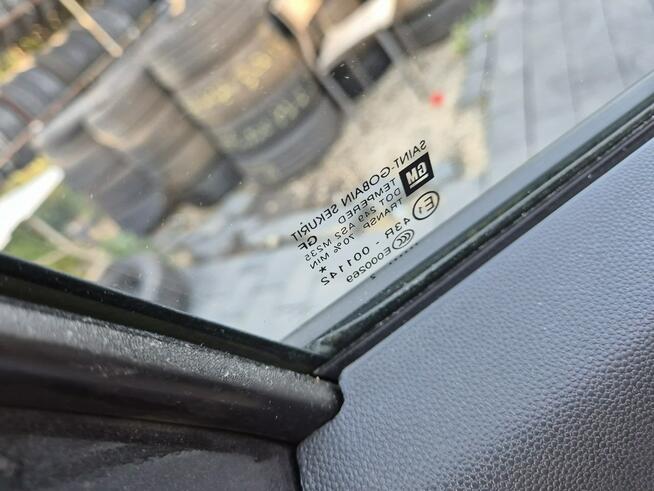 SAINT-GOBAIN SEKURIT
GM
TEMPERED GF
DOT 249 AS2 M235
TRANSP. 70% MIN
E1
43R - 001142
*
E000269